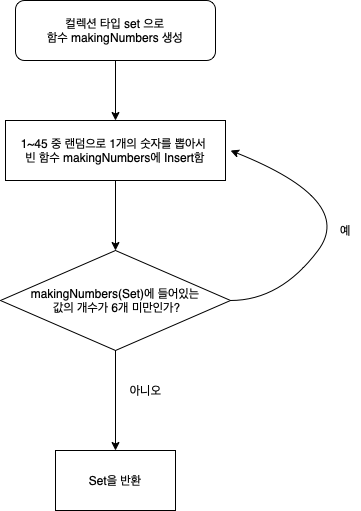 컬렉션 타입 set 으로
함수 makingNumbers 생성
1~45 중 랜덤으로 1개의 숫자를 뽑아서
빈 함수 makingNumbers에 Insert함
예
makingNumbers(Set)에 들어있는
값의 개수가 6개 미만인가?
아니오
Set을 반환